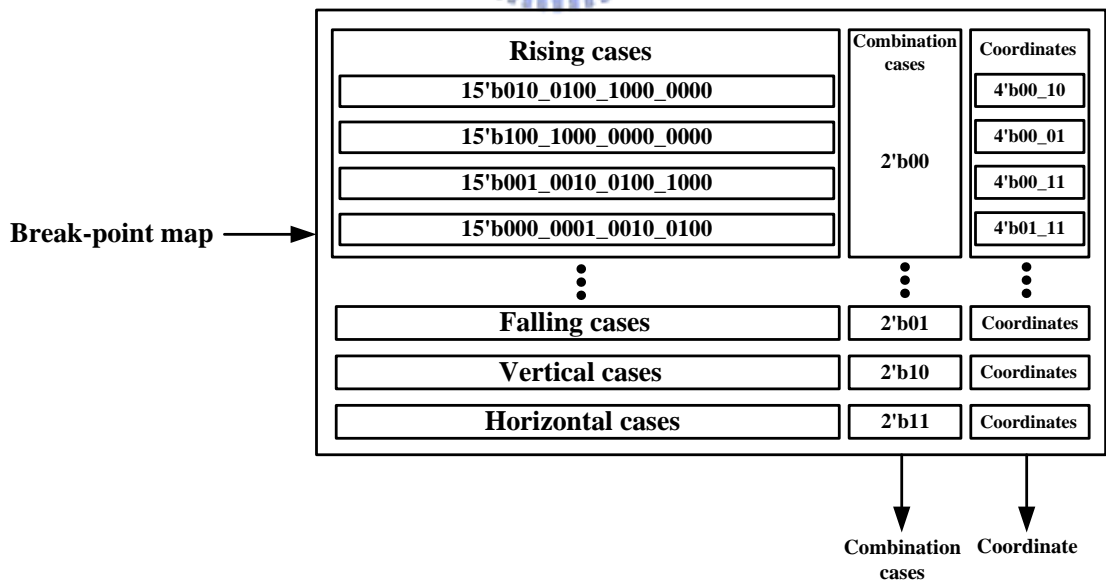 Rising cases
Combination
cases
Coordinates
15'b010_0100_1000_0000
4'b00_10
15'b100_1000_0000_0000
4'b00_01
2'b00
15'b001_0010_0100_1000
4'b00_11
15'b000_0001_0010_0100
4'b01_11
Break-point map
Falling cases
2'b01
Coordinates
Vertical cases
2'b10
Coordinates
Horizontal cases
2'b11
Coordinates
Combination
cases
Coordinate